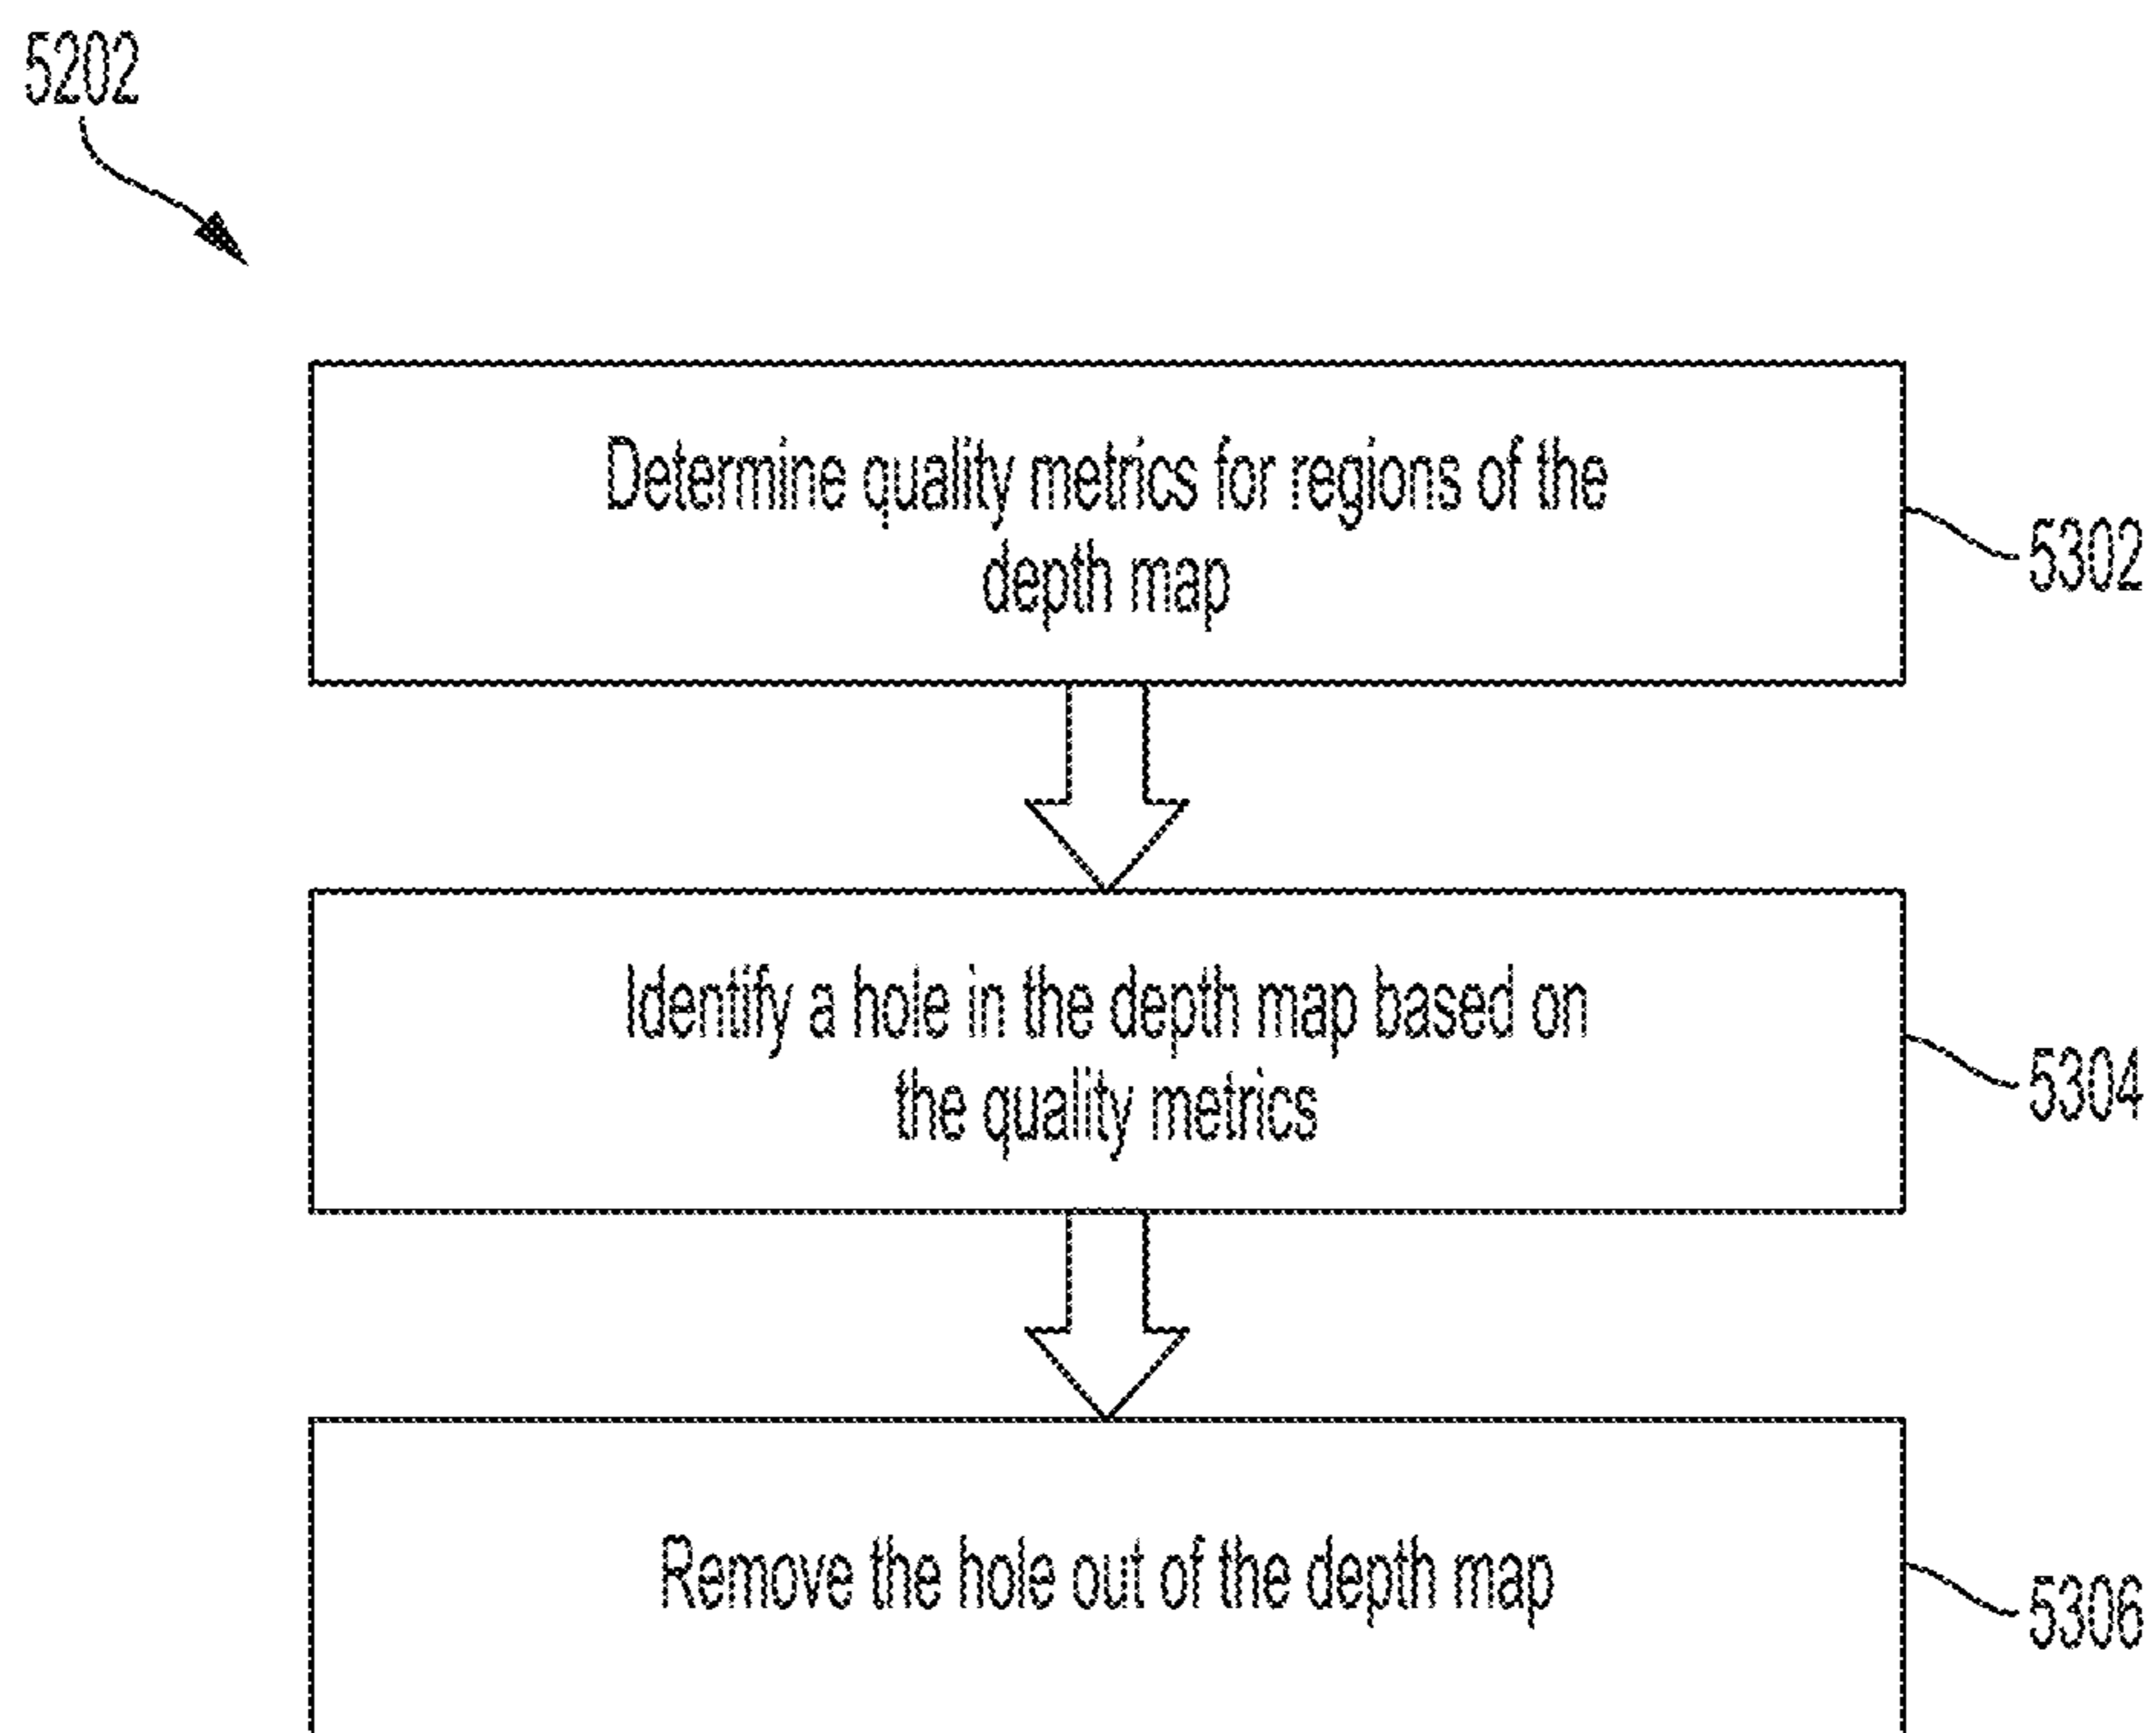 5202
Determine quality metrics for regions of the
depth map
5302
Identify a hole in the depth map based on
the quality metrics
5304
Remove the hole out of the depth map
5306